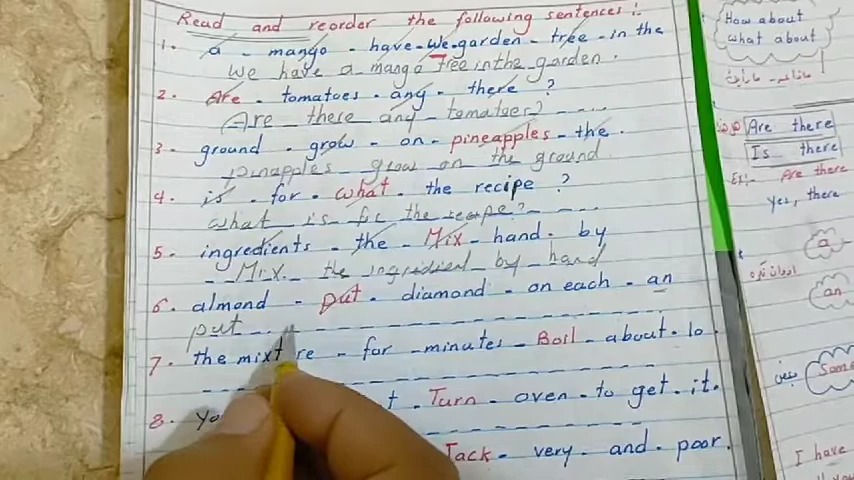 Read and reorder the following sentences:
1. a - mango - have - We - garden - tree - in the
we have a mango tree in the garden
2. Are - tomatoes - any - there ?
Are there any tomatoes?
3. ground - grow - on - pineapples - the
pinapples grow on the ground
4. is - for - what - the recipe ?
what is for the recepe?
5. ingredients - the - Mix - hand - by
Mix the ingredient by hand
6. almond - put - diamond - on each - an
put
7. the mixture - for - minutes - Boil - about - 10
8. yo t - Turn - oven - to get - it.
Tack - very - and - poor
How about
What about
Are there
Is there
Are there
Yes, there
a
an
Som
I have